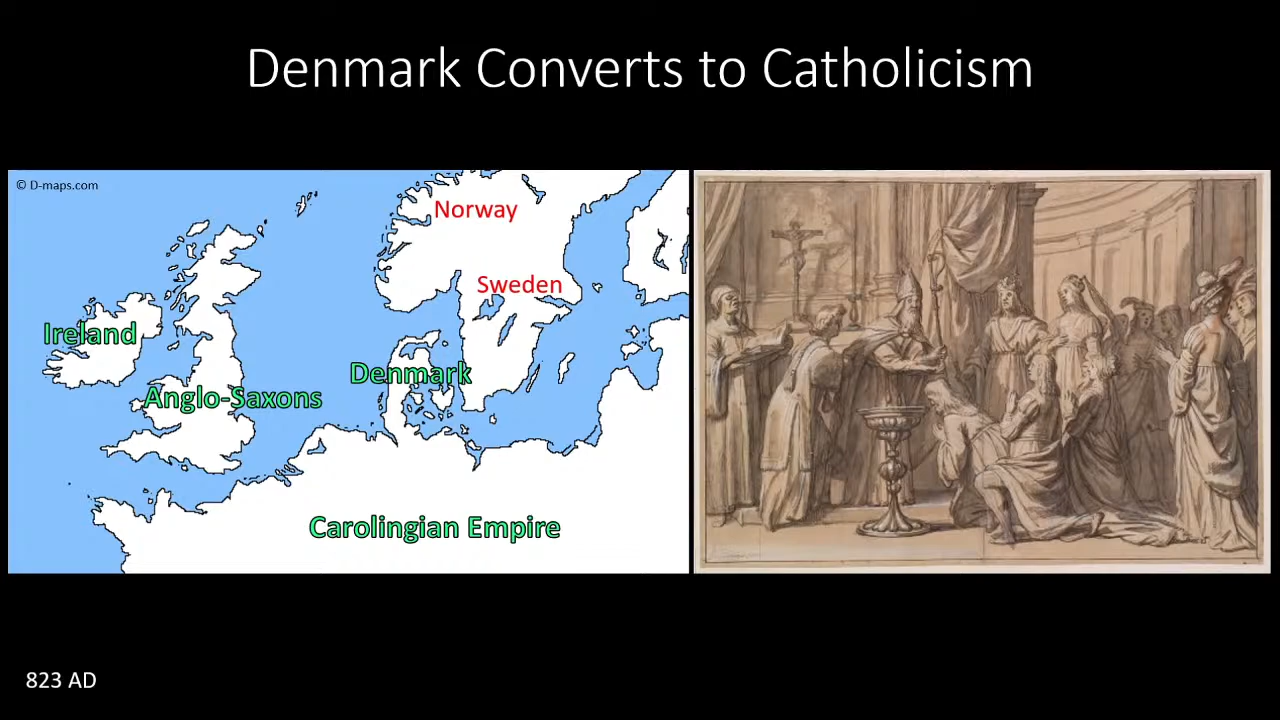 Denmark Converts to Catholicism
© D-maps.com
Norway
Sweden
Ireland
Denmark
Anglo-Saxons
Carolingian Empire
823 AD